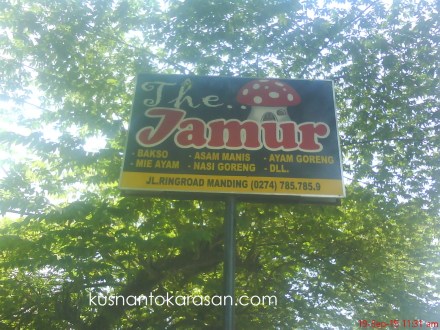 The.
Jamur
- BAKSO - ASAM MANIS - AYAM GORENG
- MIE AYAM - NASI GORENG - DLL.
JL.RINGROAD MANDING (0274) 785.785.9
kusnantokarasan.com